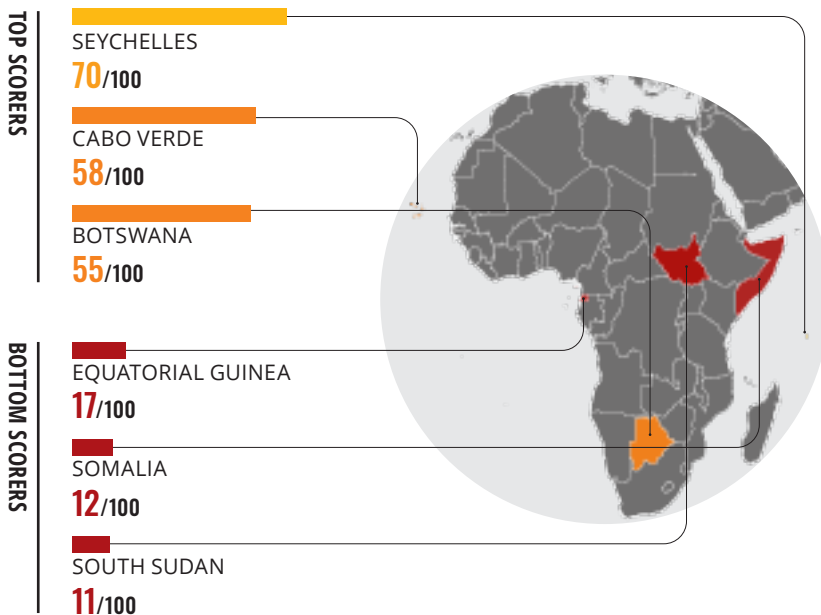 TOP SCORERS
SEYCHELLES
70/100
CABO VERDE
58/100
BOTSWANA
55/100
BOTTOM SCORERS
EQUATORIAL GUINEA
17/100
SOMALIA
12/100
SOUTH SUDAN
11/100